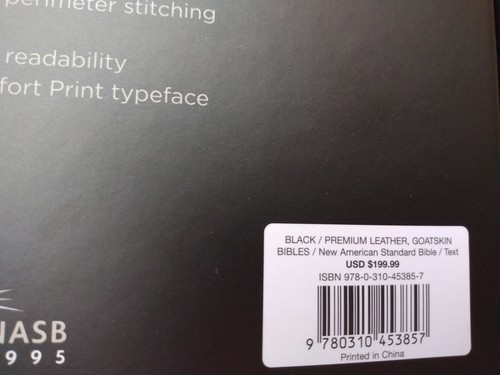 perimeter stitching
readability
fort Print typeface
NASB
1995
BLACK / PREMIUM LEATHER, GOATSKIN
BIBLES / New American Standard Bible / Text
USD $199.99
ISBN 978-0-310-45385-7
9 780310 453857
Printed in China